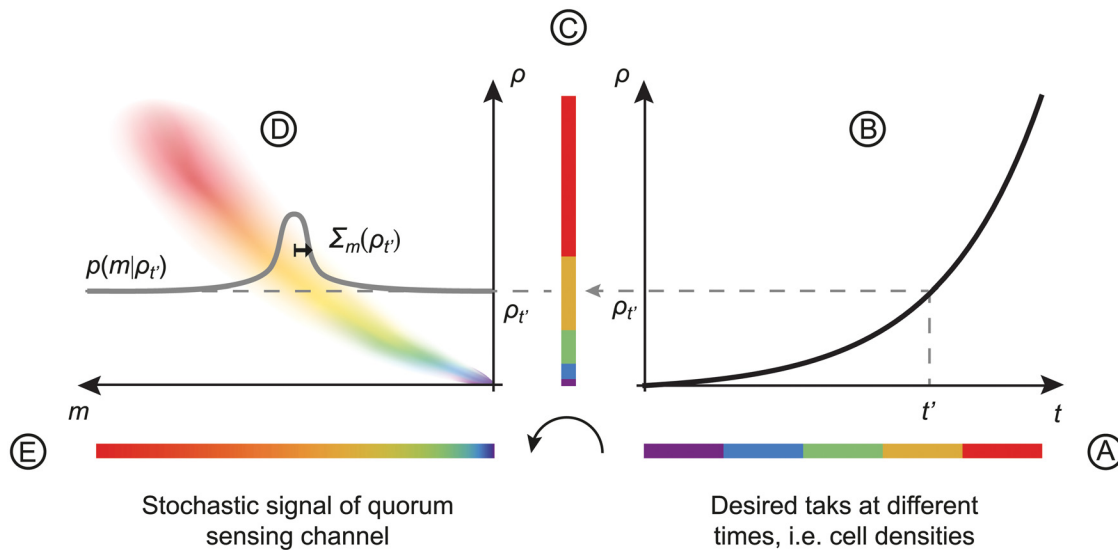 C
ρ
ρ
D
B
Σm(ρt')
p(m|ρt')
ρt'
ρt'
m
t'
t
E
A
Stochastic signal of quorum
sensing channel
Desired taks at different
times, i.e. cell densities